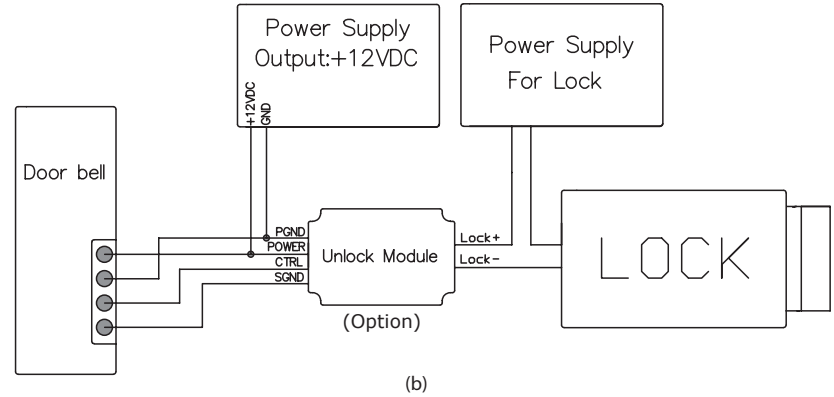 Power Supply
Output:+12VDC
+12VDC
GND
Power Supply
For Lock
Door bell
PGND
POWER
CTRL
SGND
Unlock Module
(Option)
Lock+
Lock-
LOCK
(b)